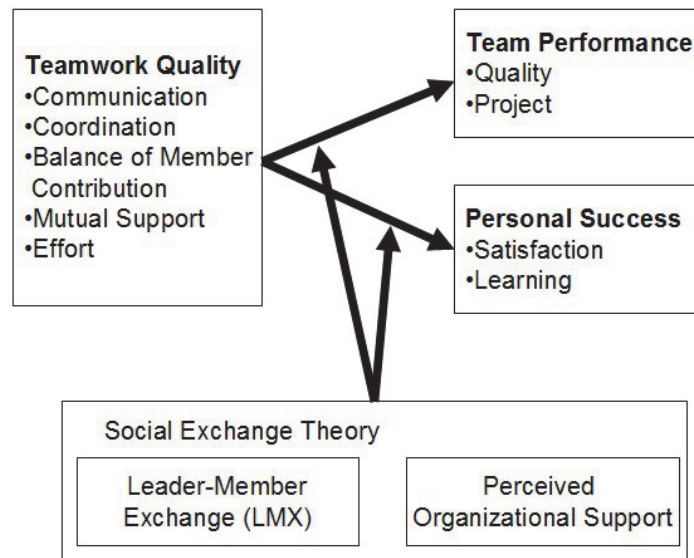 Teamwork Quality
•Communication
•Coordination
•Balance of Member
Contribution
•Mutual Support
•Effort
Team Performance
•Quality
•Project
Personal Success
•Satisfaction
•Learning
Social Exchange Theory
Leader-Member
Exchange (LMX)
Perceived
Organizational Support